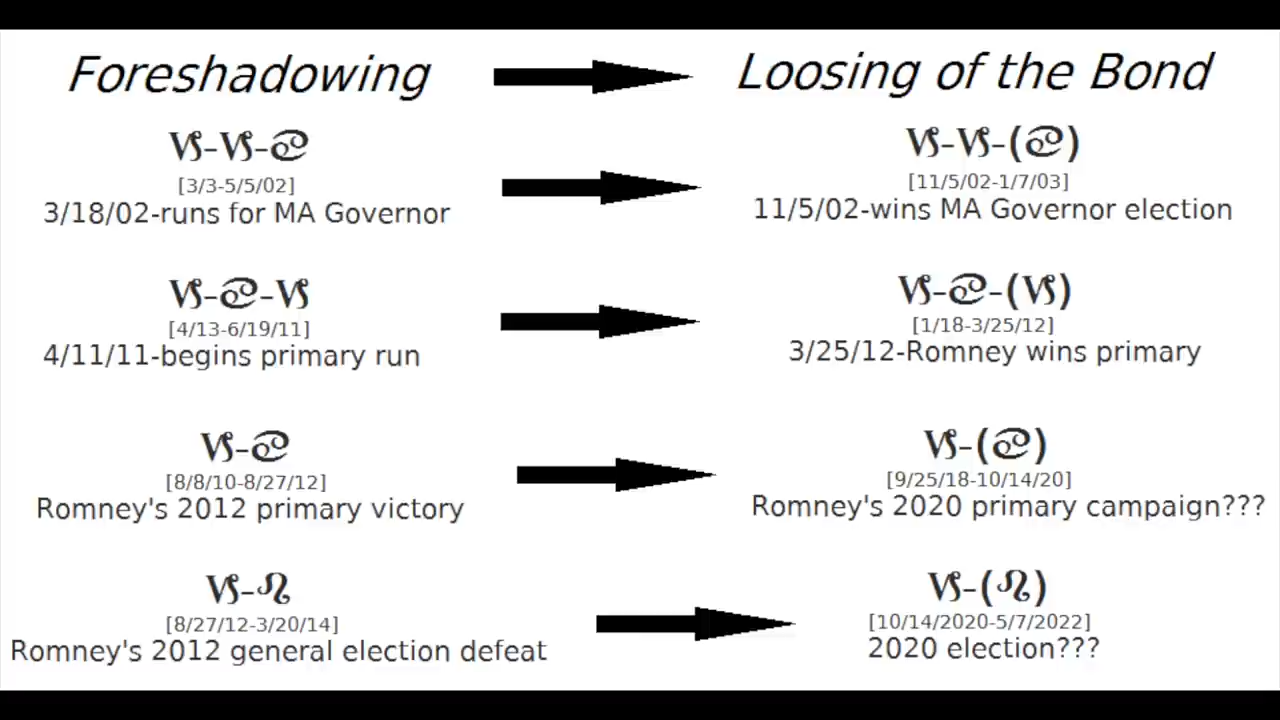 Foreshadowing
Loosing of the Bond
♑-♑-♋
[3/3-5/5/02]
3/18/02-runs for MA Governor
♑-♑-(♋)
[11/5/02-1/7/03]
11/5/02-wins MA Governor election
♑-♋-♑
[4/13-6/19/11]
4/11/11-begins primary run
♑-♋-(♑)
[1/18-3/25/12]
3/25/12-Romney wins primary
♑-♋
[8/8/10-8/27/12]
Romney's 2012 primary victory
♑-(♋)
[9/25/18-10/14/20]
Romney's 2020 primary campaign???
♑-♌
[8/27/12-3/20/14]
Romney's 2012 general election defeat
♑-(♌)
[10/14/2020-5/7/2022]
2020 election???